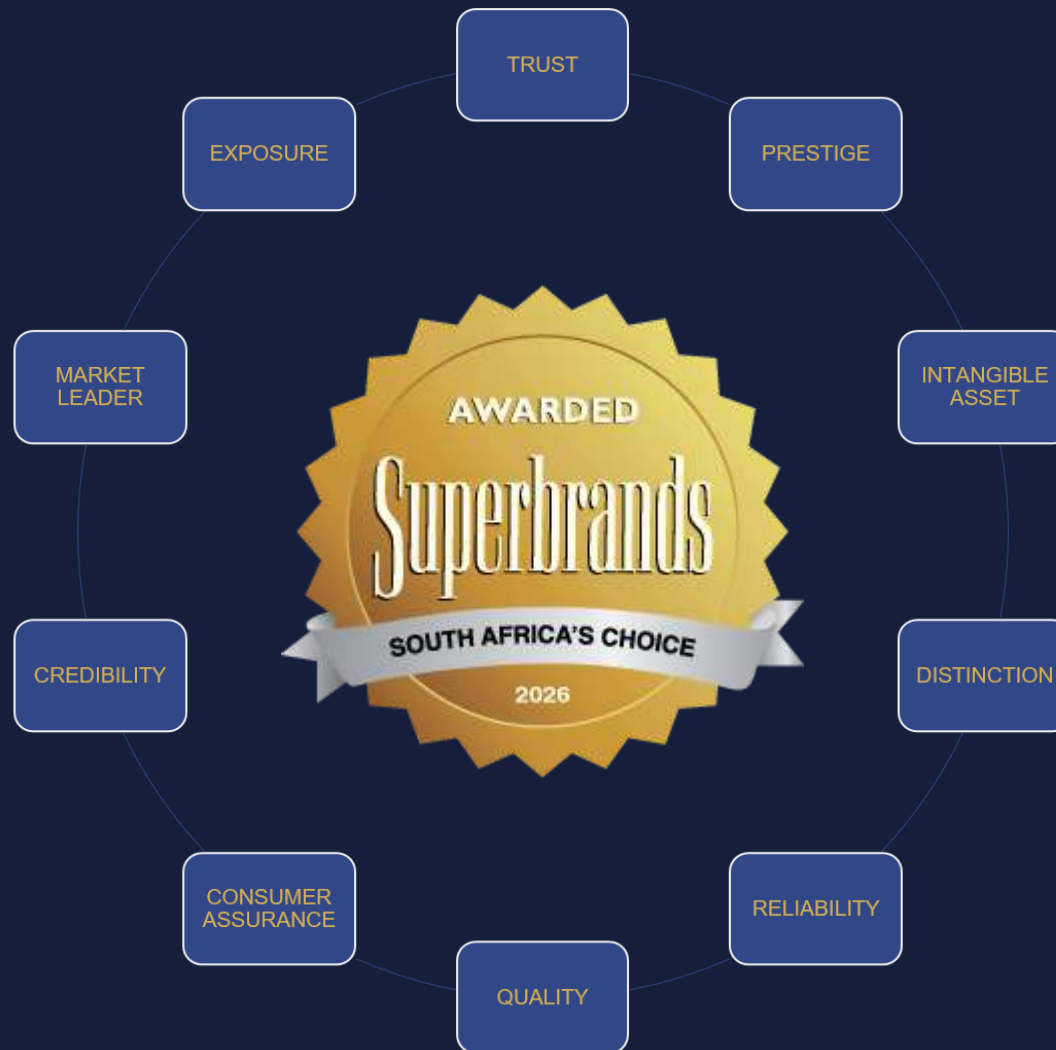 TRUST
EXPOSURE
PRESTIGE
MARKET
LEADER
INTANGIBLE
ASSET
AWARDED
Superbrands
SOUTH AFRICA'S CHOICE
2026
CREDIBILITY
DISTINCTION
CONSUMER
ASSURANCE
RELIABILITY
QUALITY